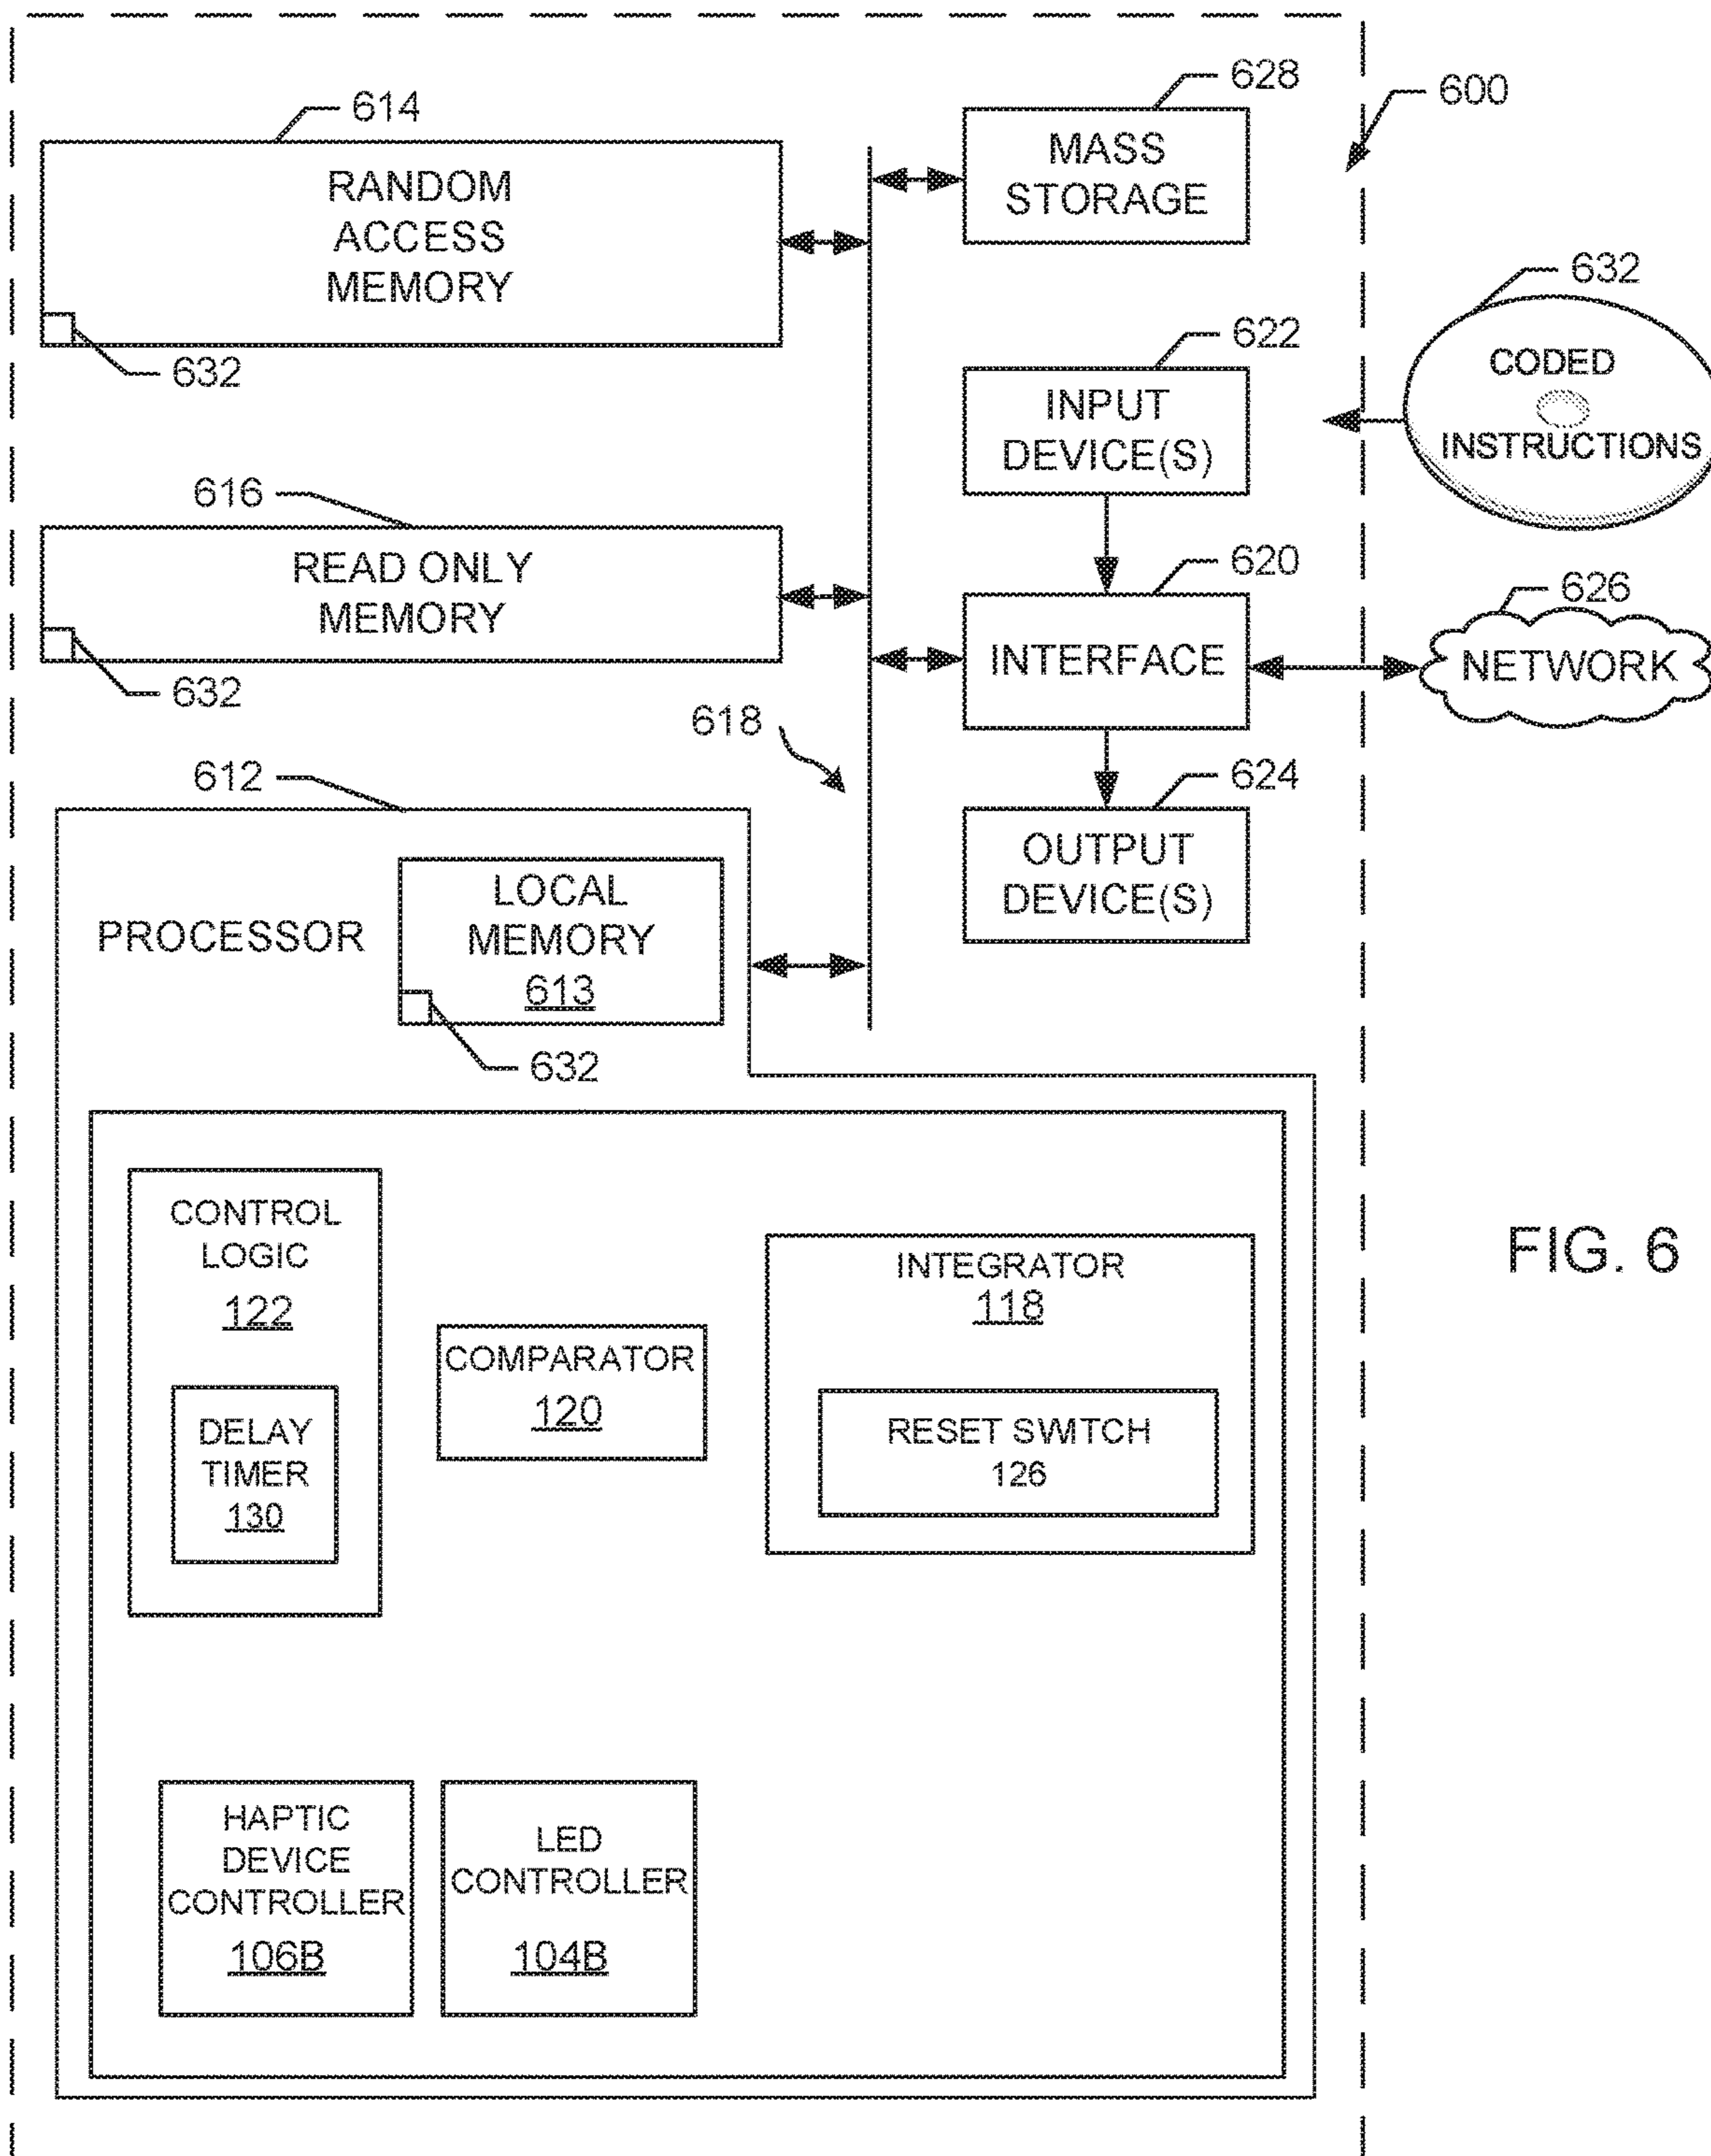 614
RANDOM
ACCESS
MEMORY
632
628
MASS
STORAGE
600
622
INPUT
DEVICE(S)
632
CODED
INSTRUCTIONS
616
READ ONLY
MEMORY
632
620
INTERFACE
626
NETWORK
618
624
OUTPUT
DEVICE(S)
612
PROCESSOR
LOCAL
MEMORY
613
632
CONTROL
LOGIC
122
DELAY
TIMER
130
COMPARATOR
120
INTEGRATOR
118
RESET SWITCH
126
FIG. 6
HAPTIC
DEVICE
CONTROLLER
106B
LED
CONTROLLER
104B